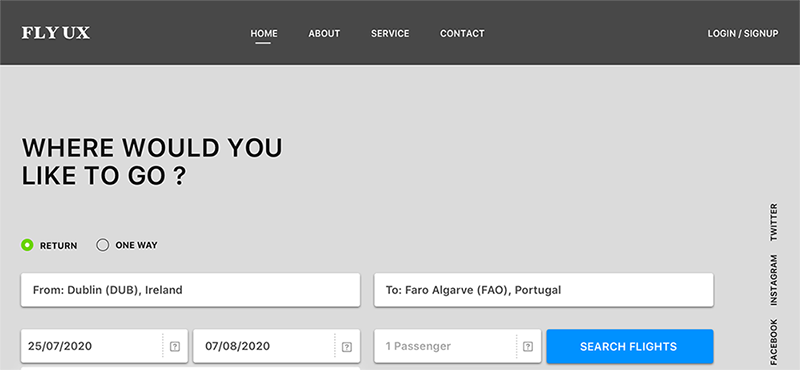 FLY UX
HOME
ABOUT
SERVICE
CONTACT
LOGIN / SIGNUP
WHERE WOULD YOU
LIKE TO GO ?
RETURN
ONE WAY
From: Dublin (DUB), Ireland
To: Faro Algarve (FAO), Portugal
25/07/2020
?
07/08/2020
?
1 Passenger
?
SEARCH FLIGHTS
TWITTER
INSTAGRAM
FACEBOOK